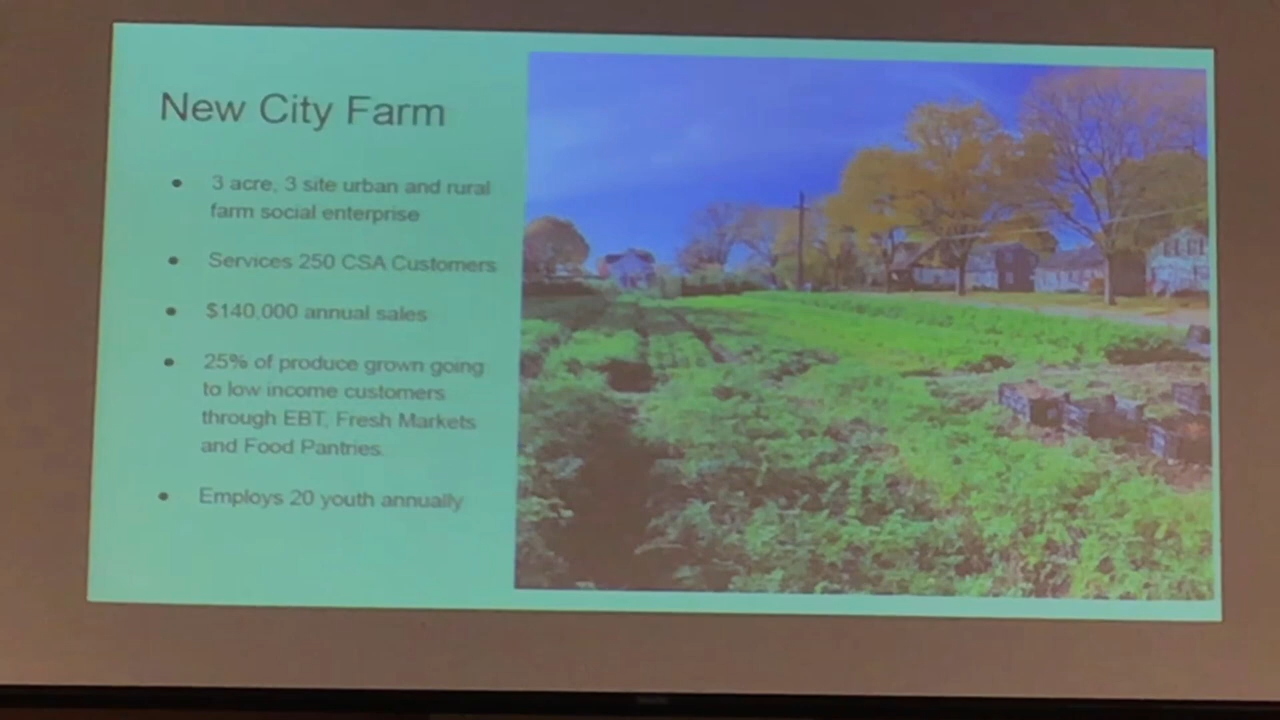 New City Farm
3 acre, 3 site urban and rural
farm social enterprise
Services 250 CSA Customers
$140,000 annual sales
25% of produce grown going
to low income customers
through EBT, Fresh Markets
and Food Pantries.
Employs 20 youth annually